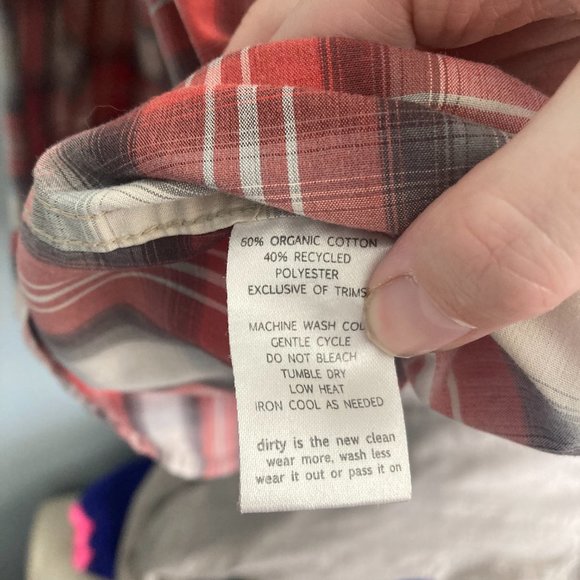 60% ORGANIC COTTON
40% RECYCLED
POLYESTER
EXCLUSIVE OF TRIMS
MACHINE WASH
GENTLE CYCLE
DO NOT BLEACH
TUMBLE DRY
LOW HEAT
IRON COOL AS NEEDED
dirty is the new clean
wear more, wash less
wear it out or pass it on